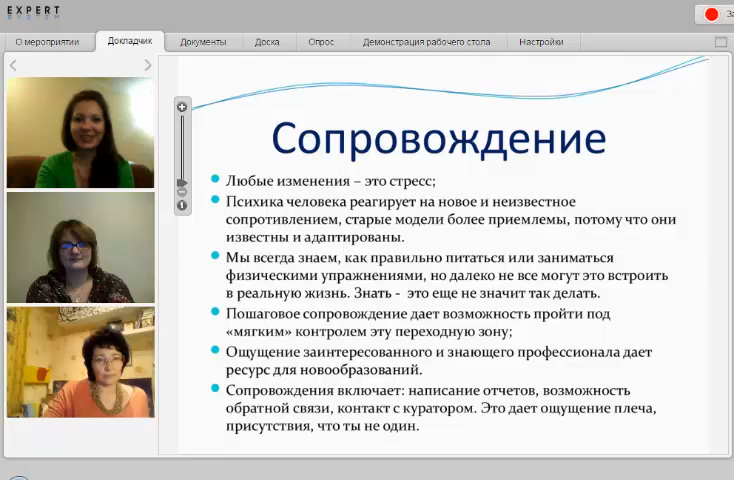 EXPERT
SYSTEM
О мероприятии
Докладчик
Документы
Доска
Опрос
Демонстрация рабочего стола
Настройки
Сопровождение
Любые изменения – это стресс;
Психика человека реагирует на новое и неизвестное
сопротивлением, старые модели более приемлемы, потому что они
известны и адаптированы.
Мы всегда знаем, как правильно питаться или заниматься
физическими упражнениями, но далеко не все могут это встроить
в реальную жизнь. Знать - это еще не значит так делать.
Пошаговое сопровождение дает возможность пройти под
«мягким» контролем эту переходную зону;
Ощущение заинтересованного и знающего профессионала дает
ресурс для новообразований.
Сопровождения включает: написание отчетов, возможность
обратной связи, контакт с куратором. Это дает ощущение плеча,
присутствия, что ты не один.